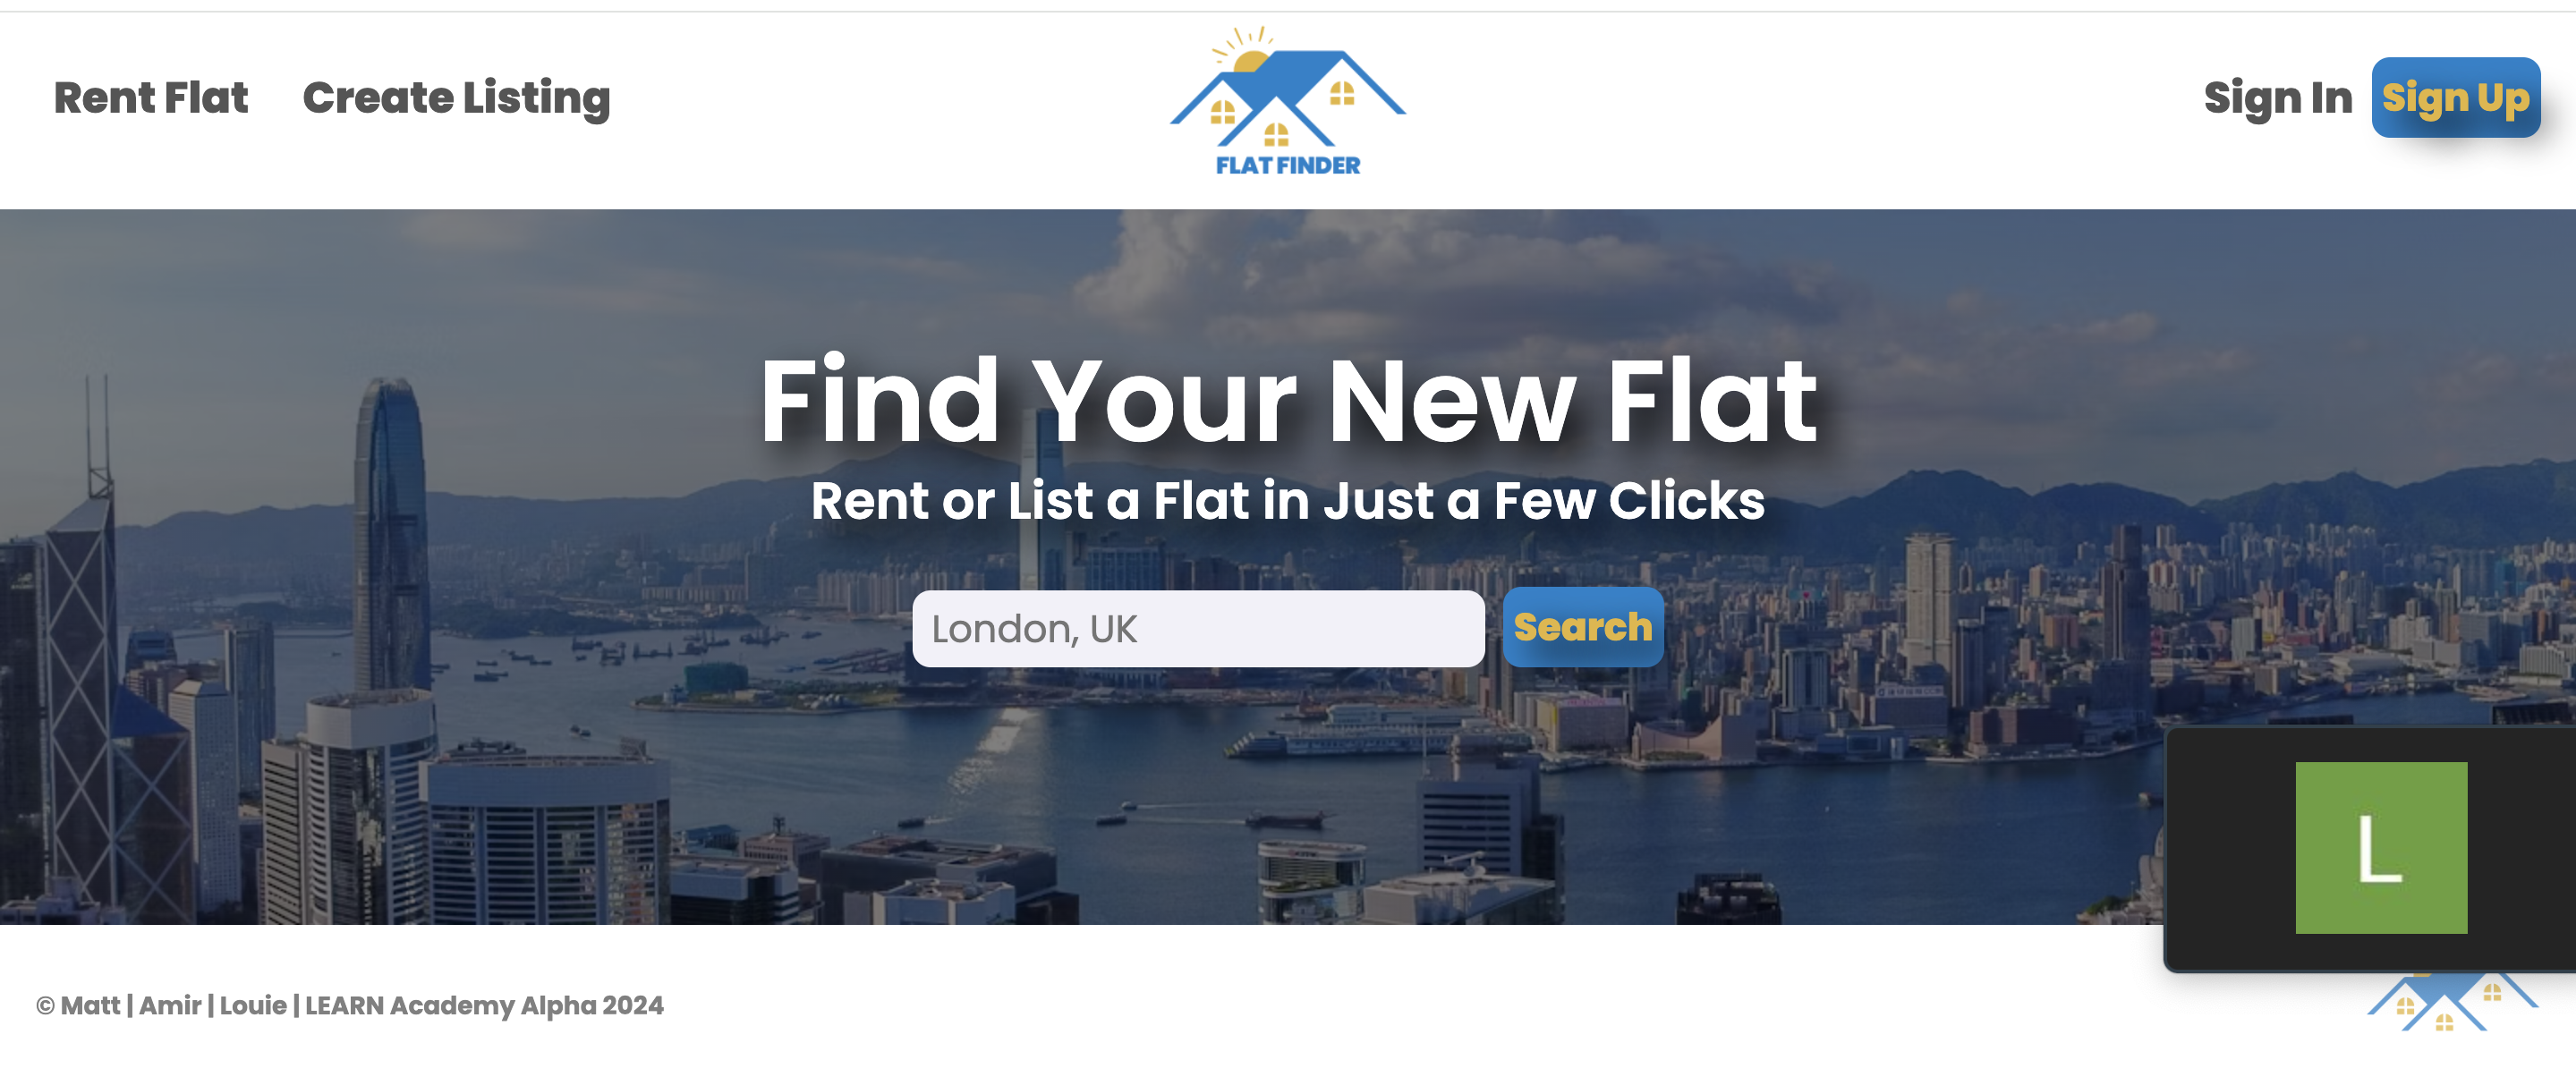 Rent Flat
Create Listing
FLAT FINDER
Sign In
Sign Up
Find Your New Flat
Rent or List a Flat in Just a Few Clicks
London, UK
Search
L
© Matt | Amir | Louie | LEARN Academy Alpha 2024